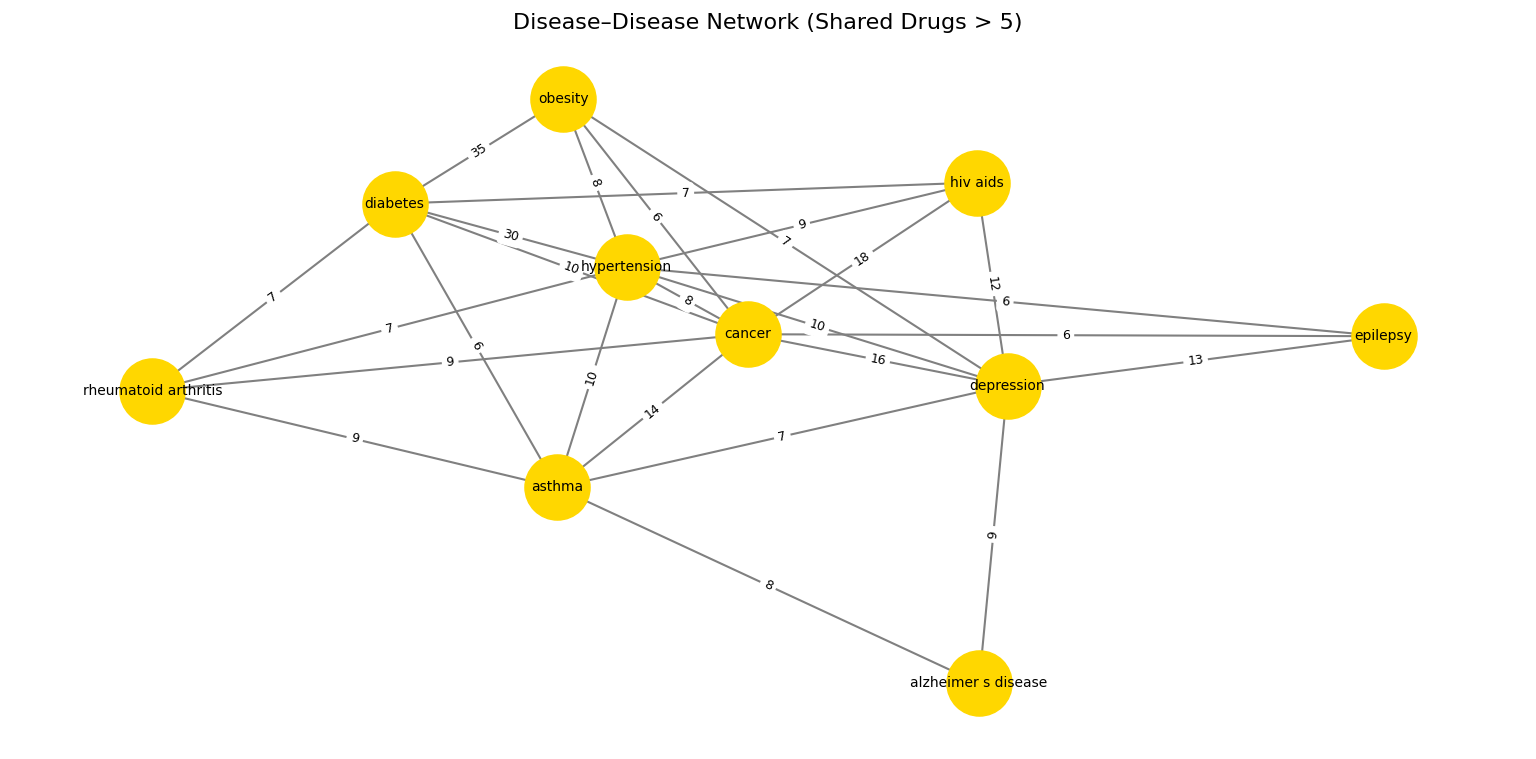 Disease–Disease Network (Shared Drugs > 5)
obesity
35
hiv aids
8
7
diabetes
6
9
30
7
18
10
hypertension
12
7
8
6
10
7
cancer
6
epilepsy
6
16
13
9
10
depression
rheumatoid arthritis
14
7
9
asthma
6
8
alzheimer s disease